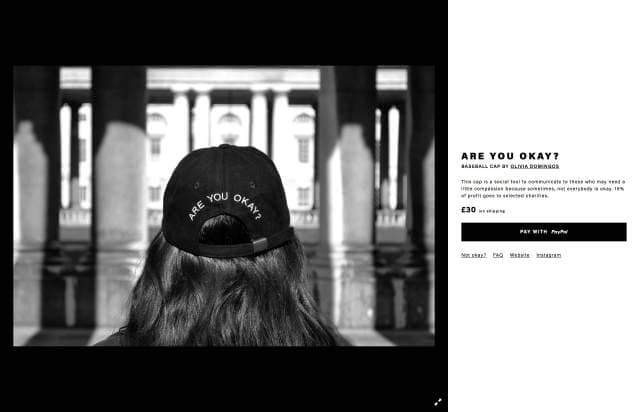 ARE YOU OKAY?
ARE YOU OKAY?
BASEBALL CAP BY OLIVIA DOMINGOS
This cap is a social tool to communicate to those who may need a
little compassion because sometimes, not everybody is okay. 10%
of profit goes to selected charities.
£30 inc shipping
PAY WITH PayPal
Not okay? FAQ Website Instagram